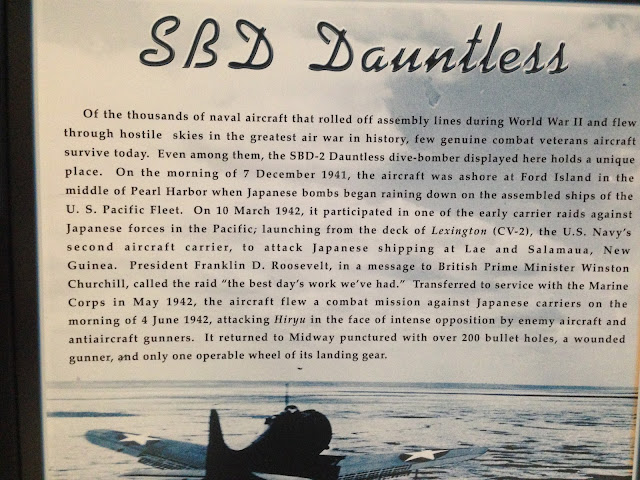 SBD Dauntless
Of the thousands of naval aircraft that rolled off assembly lines during World War II and flew
through hostile skies in the greatest air war in history, few genuine combat veterans aircraft
survive today. Even among them, the SBD-2 Dauntless dive-bomber displayed here holds a unique
place. On the morning of 7 December 1941, the aircraft was ashore at Ford Island in the
middle of Pearl Harbor when Japanese bombs began raining down on the assembled ships of the
U. S. Pacific Fleet. On 10 March 1942, it participated in one of the early carrier raids against
Japanese forces in the Pacific, launching from the deck of Lexington (CV-2), the U.S. Navy's
second aircraft carrier, to attack Japanese shipping at Lae and Salamaua, New
Guinea. President Franklin D. Roosevelt, in a message to British Prime Minister Winston
Churchill, called the raid "the best day's work we've had." Transferred to service with the Marine
Corps in May 1942, the aircraft flew a combat mission against Japanese carriers on the
morning of 4 June 1942, attacking Hiryu in the face of intense opposition by enemy aircraft and
antiaircraft gunners. It returned to Midway punctured with over 200 bullet holes, a wounded
gunner, and only one operable wheel of its landing gear.